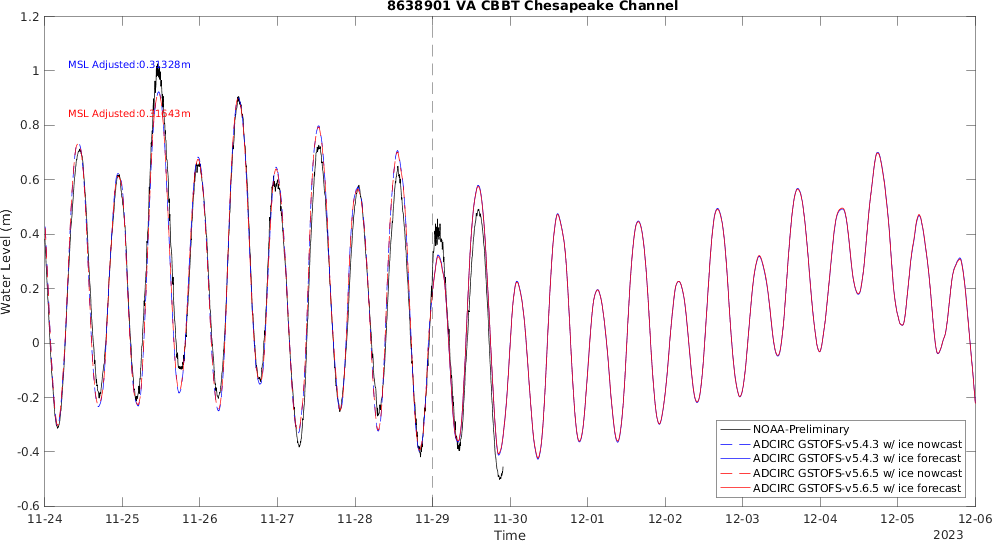 8638901 VA CBBT Chesapeake Channel
1.2
1
0.8
0.6
0.4
0.2
0
-0.2
-0.4
-0.6
Water Level (m)
MSL Adjusted:0.31328m
MSL Adjusted:0.31643m
NOAA-Preliminary
ADCIRC GSTOFS-v5.4.3 w/ ice nowcast
ADCIRC GSTOFS-v5.4.3 w/ ice forecast
ADCIRC GSTOFS-v5.6.5 w/ ice nowcast
ADCIRC GSTOFS-v5.6.5 w/ ice forecast
11-24 11-25 11-26 11-27 11-28 11-29 11-30 12-01 12-02 12-03 12-04 12-05 12-06
Time
2023